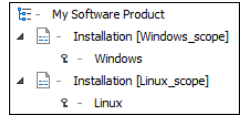 - My Software Product
- Installation [Windows_scope]
- Windows
- Installation [Linux_scope]
- Linux